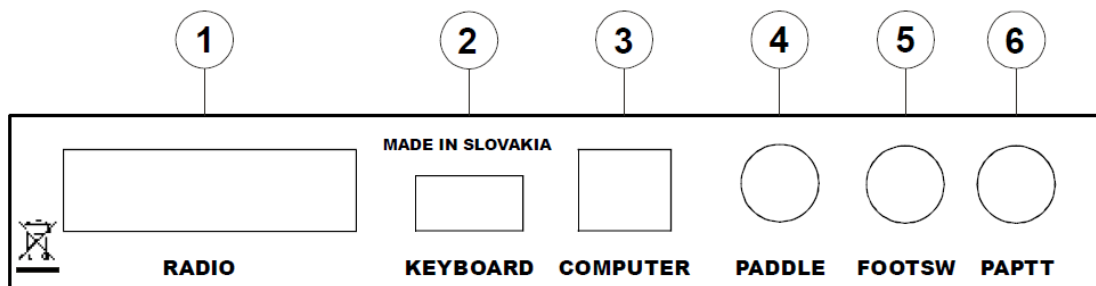 1 2 3 4 5 6
MADE IN SLOVAKIA
RADIO KEYBOARD COMPUTER PADDLE FOOTSW PAPTT